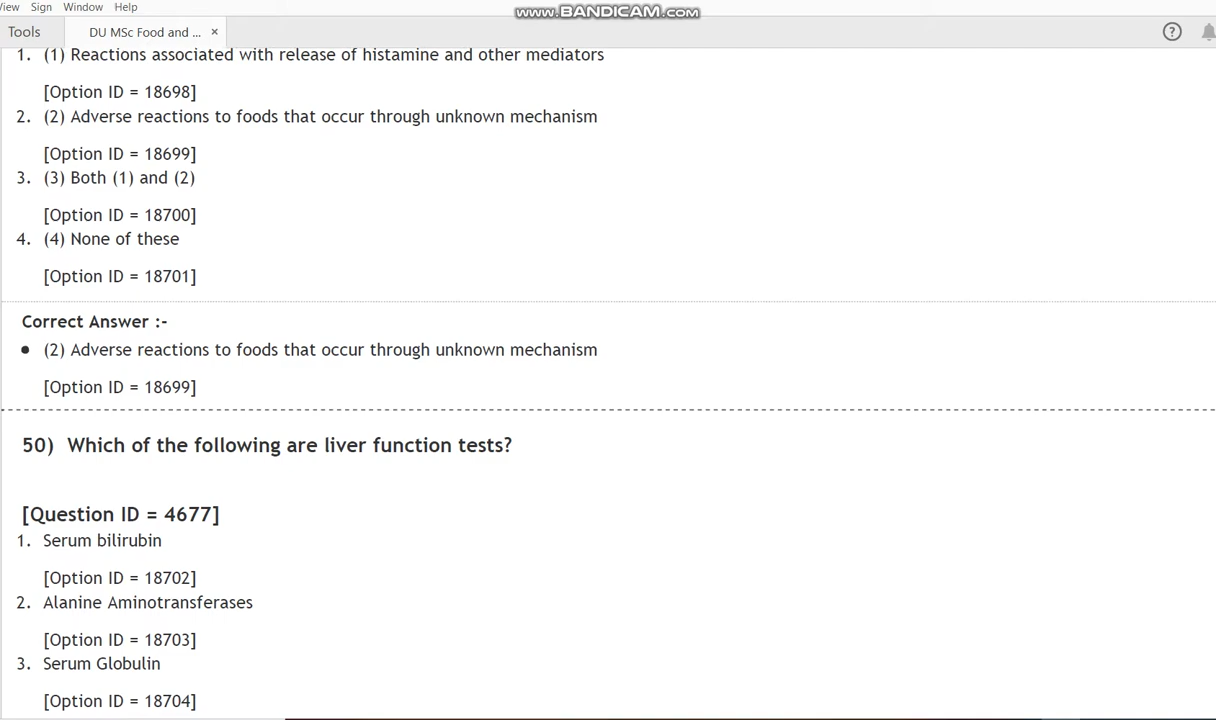 View Sign Window Help
www.BANDICAM.com
Tools DU MSc Food and ... ×
1. (1) Reactions associated with release of histamine and other mediators
[Option ID = 18698]
2. (2) Adverse reactions to foods that occur through unknown mechanism
[Option ID = 18699]
3. (3) Both (1) and (2)
[Option ID = 18700]
4. (4) None of these
[Option ID = 18701]
Correct Answer :-
• (2) Adverse reactions to foods that occur through unknown mechanism
[Option ID = 18699]
50) Which of the following are liver function tests?
[Question ID = 4677]
1. Serum bilirubin
[Option ID = 18702]
2. Alanine Aminotransferases
[Option ID = 18703]
3. Serum Globulin
[Option ID = 18704]